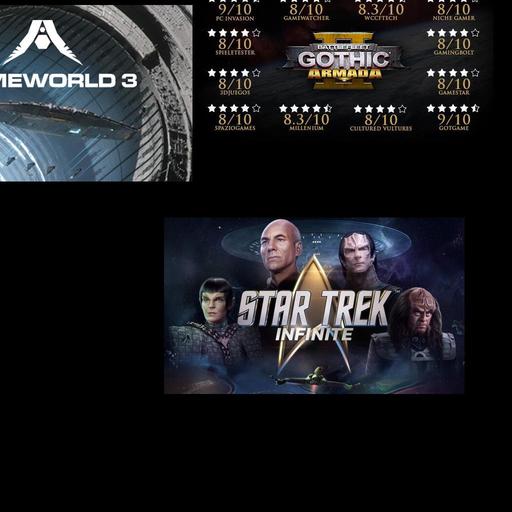 MEWORLD 3
9/10
PC INVASION
8/10
GAMEWATCHER
8.3/10
WCCFTECH
8/10
NICHE GAMER
8/10
SPIELETESTER
BATTLEFLEET
GOTHIC
ARMADA
II
8/10
GAMINGBOLT
8/10
3DJUEGOS
8/10
GAMESTAR
8/10
SPAZIOGAMES
8.3/10
MILLENIUM
8/10
CULTURED VULTURES
9/10
GOTGAME
STAR TREK
INFINITE